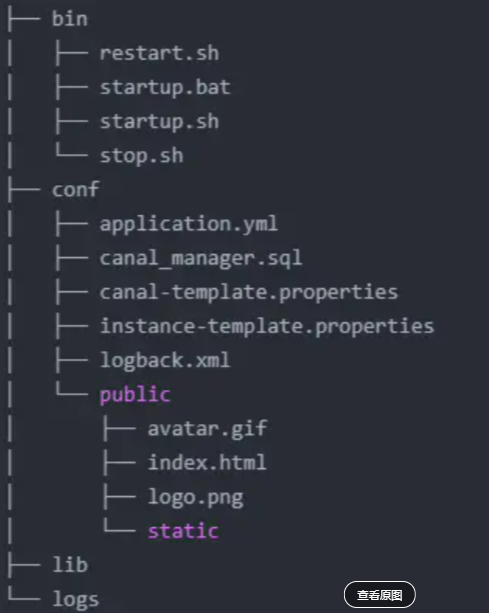 ├── bin
│   ├── restart.sh
│   ├── startup.bat
│   ├── startup.sh
│   └── stop.sh
├── conf
│   ├── application.yml
│   ├── canal_manager.sql
│   ├── canal-template.properties
│   ├── instance-template.properties
│   ├── logback.xml
│   └── public
│       ├── avatar.gif
│       ├── index.html
│       ├── logo.png
│       └── static
├── lib
└── logs
查看原图